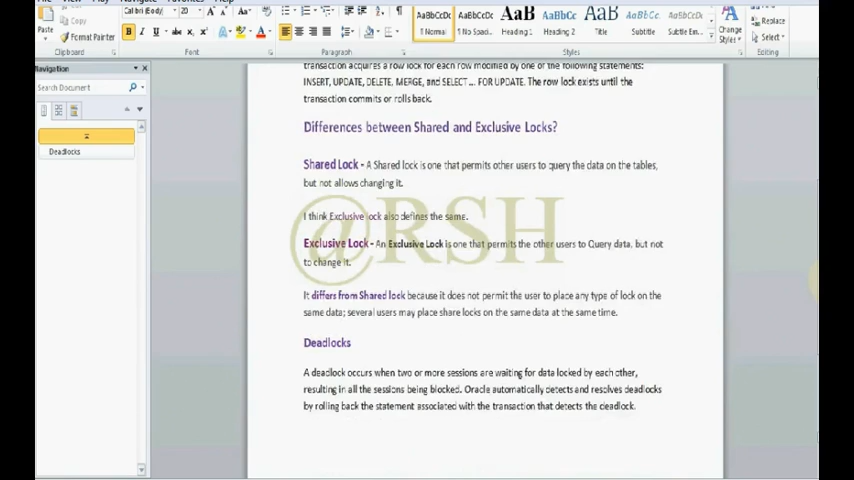 Calibri (Body)
20
AaBbCcDc
AaBbCcDc
AaB
AaBbCc
AaB
AaBbCc
AaBbCcDc
A
Replace
Paste
Copy
Format Painter
B I U abc
¶ Normal
¶ No Spaci...
Heading 1
Heading 2
Title
Subtitle
Subtle Em...
Change
Styles
Select
Clipboard
Font
Paragraph
Styles
Editing
Navigation
Search Document
Deadlocks
transaction acquires a row lock for each row modified by one of the following statements:
INSERT, UPDATE, DELETE, MERGE, and SELECT ... FOR UPDATE. The row lock exists until the
transaction commits or rolls back.
Differences between Shared and Exclusive Locks?
Shared Lock - A Shared lock is one that permits other users to query the data on the tables,
but not allows changing it.
I think Exclusive lock also defines the same.
@RSH
Exclusive Lock - An Exclusive Lock is one that permits the other users to Query data, but not
to change it.
It differs from Shared lock because it does not permit the user to place any type of lock on the
same data; several users may place share locks on the same data at the same time.
Deadlocks
A deadlock occurs when two or more sessions are waiting for data locked by each other,
resulting in all the sessions being blocked. Oracle automatically detects and resolves deadlocks
by rolling back the statement associated with the transaction that detects the deadlock.